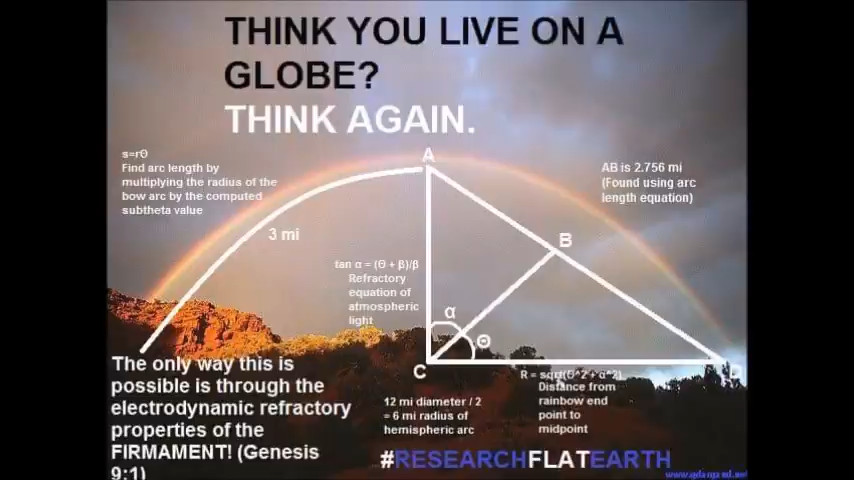 THINK YOU LIVE ON A
GLOBE?
THINK AGAIN.
s=rΘ
Find arc length by
multiplying the radius of the
bow arc by the computed
subtheta value
3 mi
A
AB is 2.756 mi
(Found using arc
length equation)
B
tan α = (Θ + β)/β
Refractory
equation of
atmospheric
light
α
Θ
C
D
The only way this is
possible is through the
electrodynamic refractory
properties of the
FIRMAMENT! (Genesis
9:1)
12 mi diameter / 2
= 6 mi radius of
hemispheric arc
R = sqrt(Θ^2 + α^2)
Distance from
rainbow end
point to
midpoint
#RESEARCHFLATEARTH